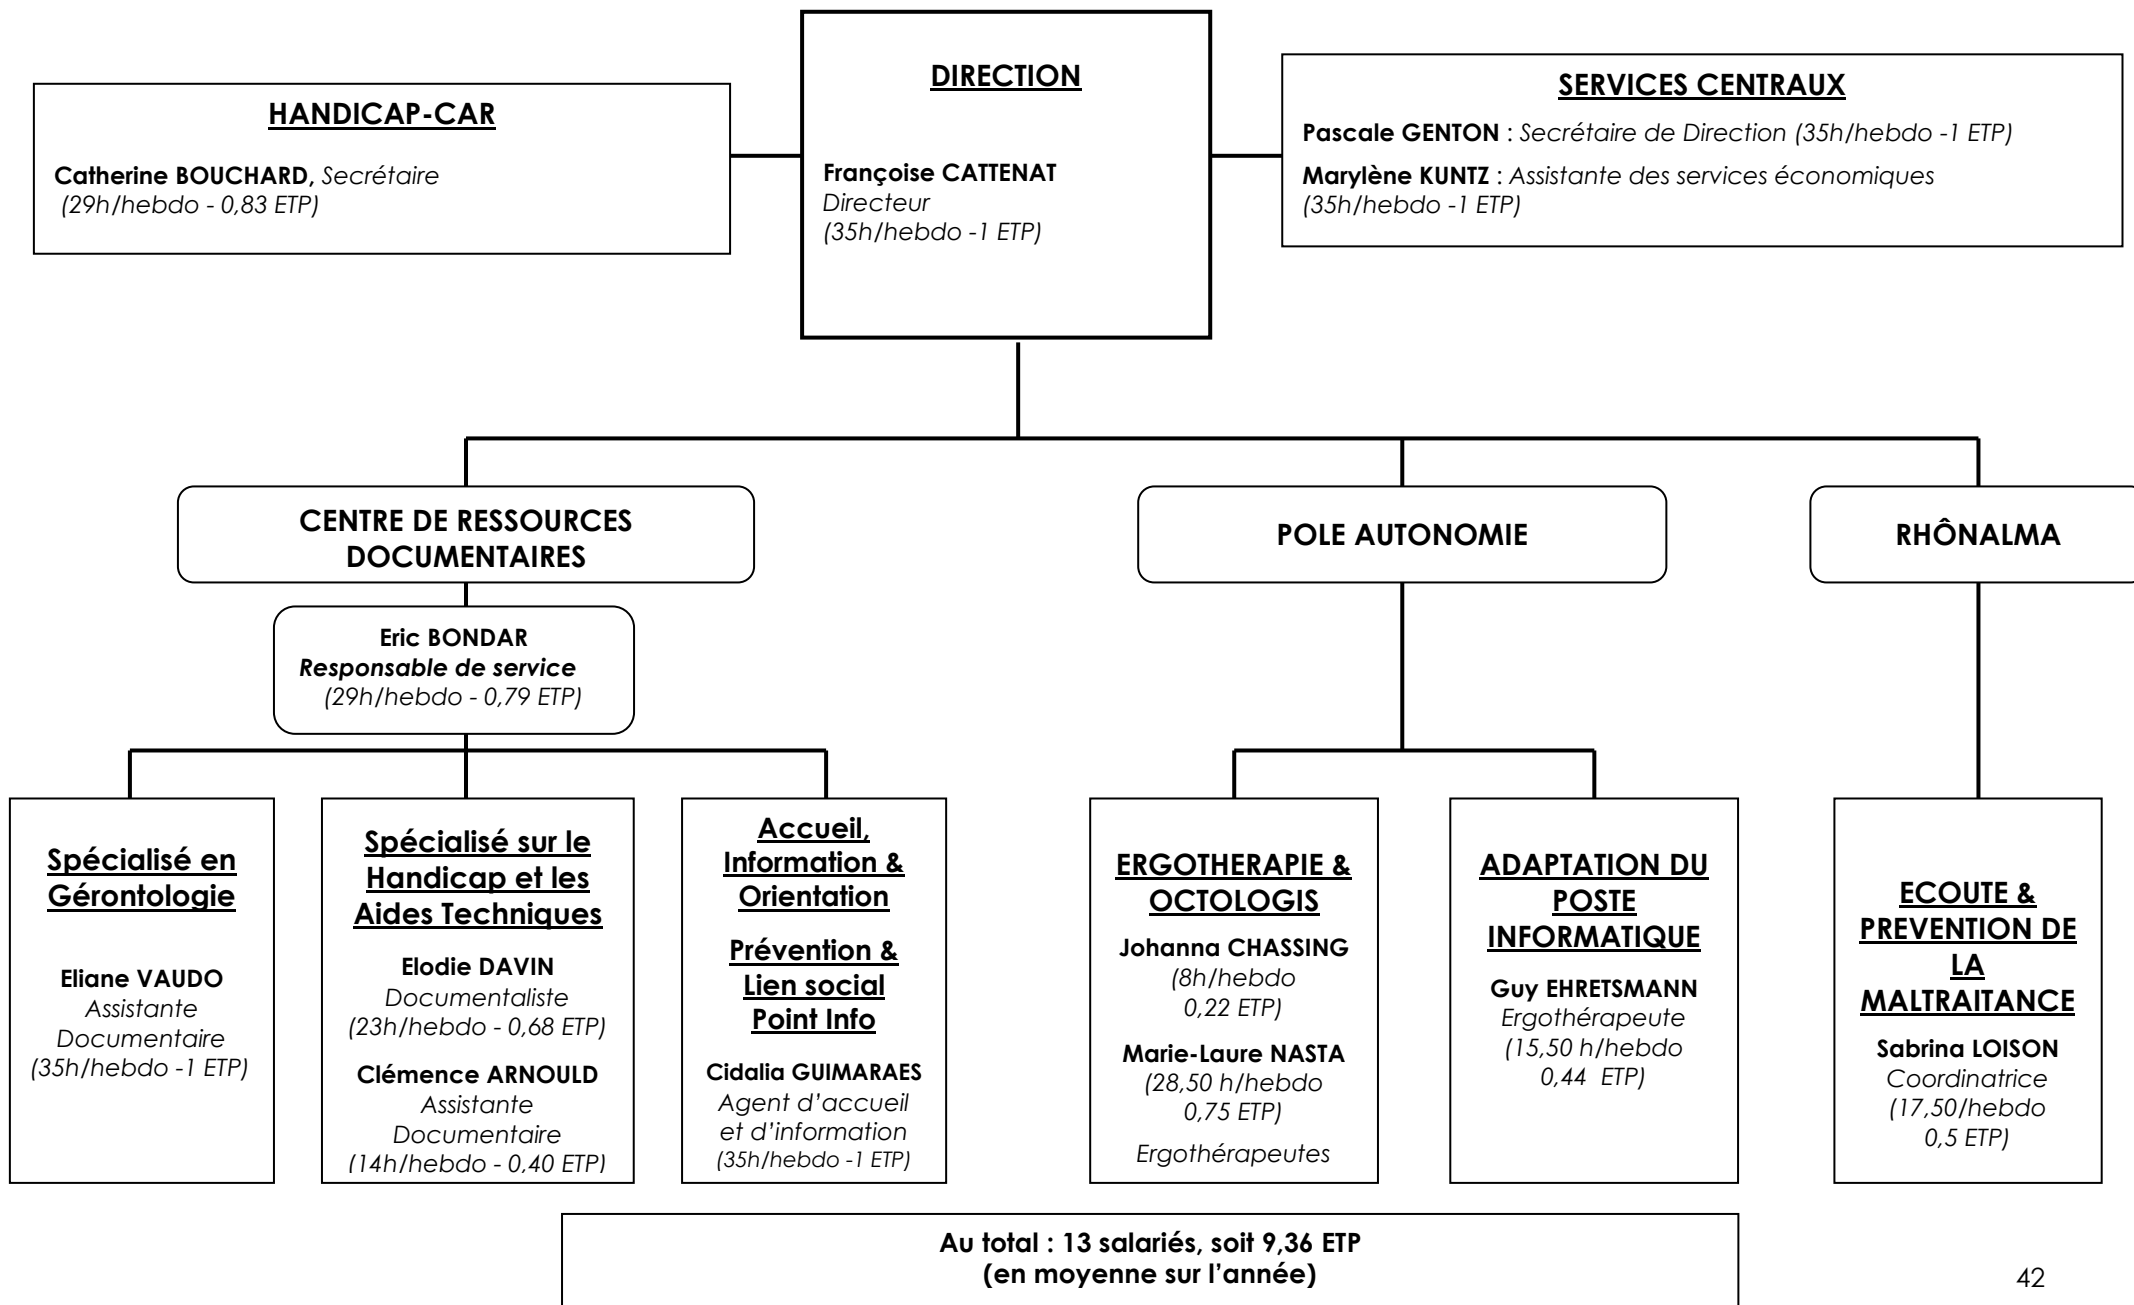 HANDICAP-CAR
Catherine BOUCHARD, Secrétaire
(29h/hebdo - 0,83 ETP)
DIRECTION
Françoise CATTENAT
Directeur
(35h/hebdo -1 ETP)
SERVICES CENTRAUX
Pascale GENTON : Secrétaire de Direction (35h/hebdo -1 ETP)
Marylène KUNTZ : Assistante des services économiques
(35h/hebdo -1 ETP)
CENTRE DE RESSOURCES
DOCUMENTAIRES
Eric BONDAR
Responsable de service
(29h/hebdo - 0,79 ETP)
POLE AUTONOMIE
RHÔNALMA
Spécialisé en
Gérontologie
Eliane VAUDO
Assistante
Documentaire
(35h/hebdo -1 ETP)
Spécialisé sur le
Handicap et les
Aides Techniques
Elodie DAVIN
Documentaliste
(23h/hebdo - 0,68 ETP)
Clémence ARNOULD
Assistante
Documentaire
(14h/hebdo - 0,40 ETP)
Accueil,
Information &
Orientation
Prévention &
Lien social
Point Info
Cidalia GUIMARAES
Agent d’accueil
et d’information
(35h/hebdo -1 ETP)
ERGOTHERAPIE &
OCTOLOGIS
Johanna CHASSING
(8h/hebdo
0,22 ETP)
Marie-Laure NASTA
(28,50 h/hebdo
0,75 ETP)
Ergothérapeutes
ADAPTATION DU
POSTE
INFORMATIQUE
Guy EHRETSMANN
Ergothérapeute
(15,50 h/hebdo
0,44 ETP)
ECOUTE &
PREVENTION DE
LA
MALTRAITANCE
Sabrina LOISON
Coordinatrice
(17,50/hebdo
0,5 ETP)
Au total : 13 salariés, soit 9,36 ETP
(en moyenne sur l’année)
42